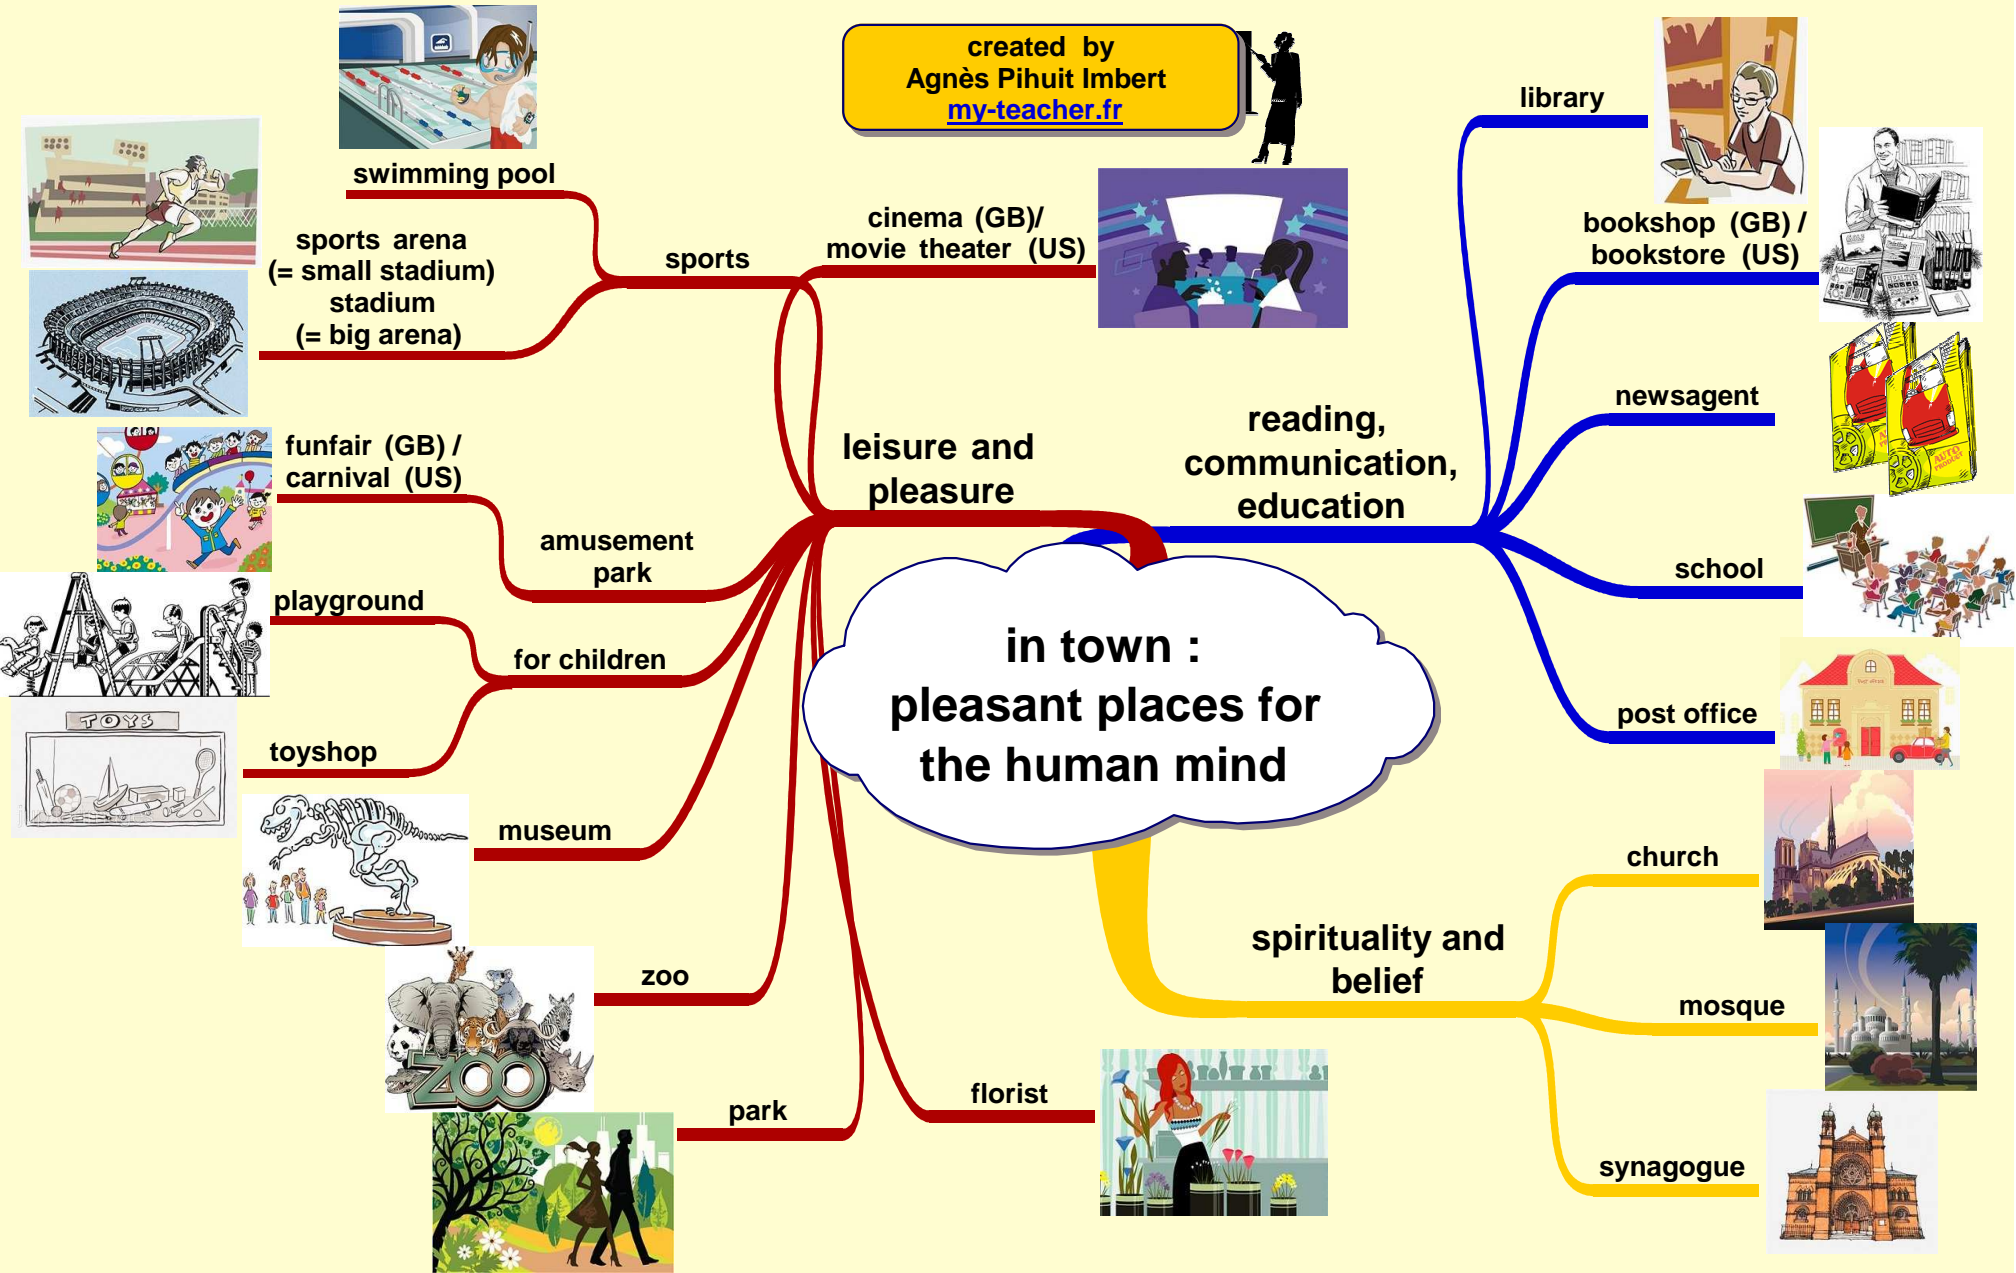 created by
Agnès Pihuit Imbert
my-teacher.fr
in town :
pleasant places for
the human mind
leisure and
pleasure
cinema (GB)/
movie theater (US)
sports
swimming pool
sports arena
(= small stadium)
stadium
(= big arena)
amusement
park
funfair (GB) /
carnival (US)
for children
playground
toyshop
TOYS
museum
zoo
ZOO
park
florist
reading,
communication,
education
library
bookshop (GB) /
bookstore (US)
newsagent
AUTO
PRODUCT
school
post office
spirituality and
belief
church
mosque
synagogue